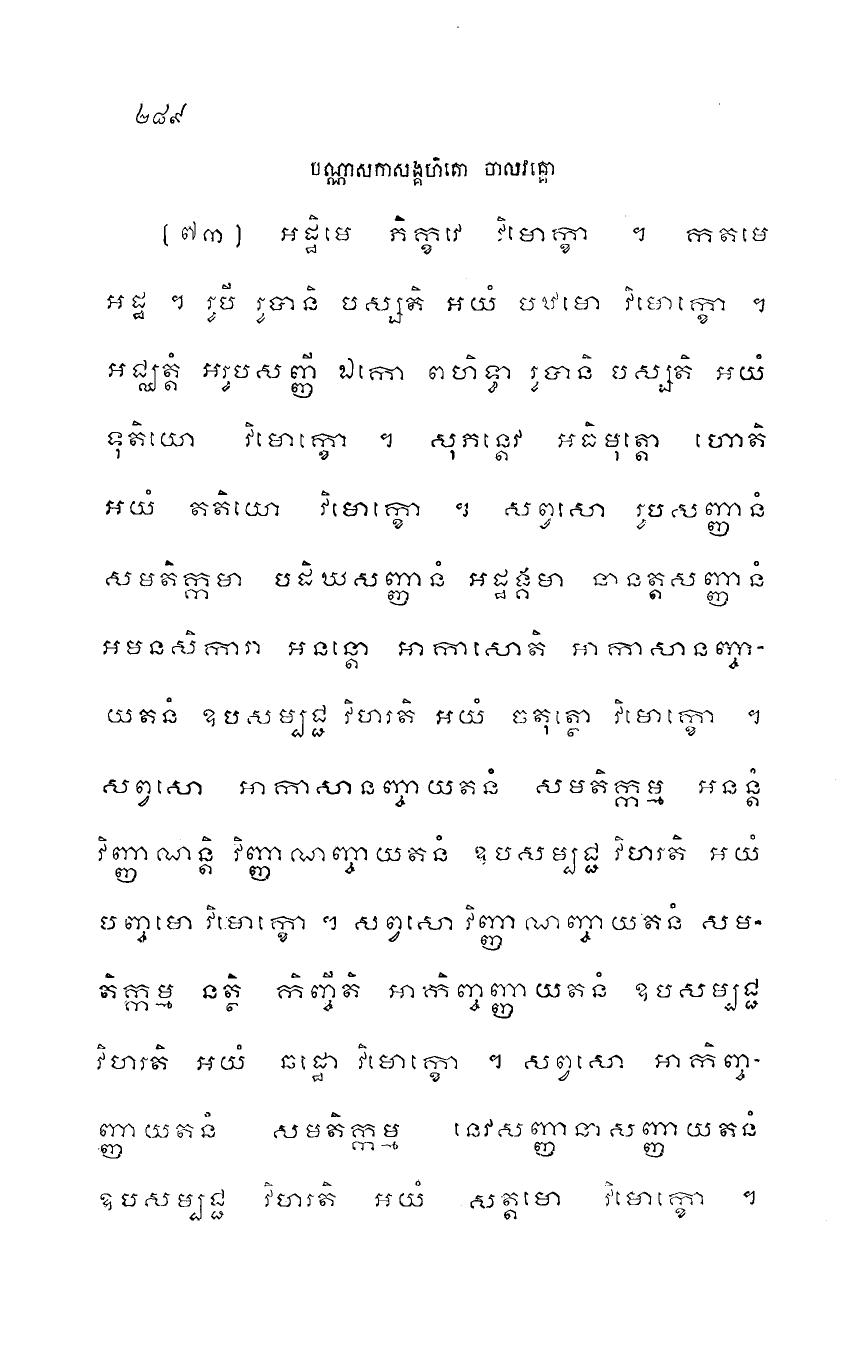 ២៨៩
បណ្ណាសកាសង្គហិតោ ចាលវគ្គោ
(៧៣) អដ្ឋិមេ ភិក្ខវេ វិមោក្ខា ។ កតមេ
អដ្ឋ ។ រូបី រូបានិ បស្សតិ អយំ បឋមោ វិមោក្ខោ ។
អជ្ឈត្តំ អរូបសញ្ញី ឯកោ ពហិទ្ធា រូបានិ បស្សតិ អយំ
ទុតិយោ វិមោក្ខោ ។ សុភន្តេវ អធិមុត្តោ ហោតិ
អយំ តតិយោ វិមោក្ខោ ។ សព្វសោ រូបសញ្ញានំ
សមតិក្កមា បដិឃសញ្ញានំ អដ្ឋង្គមា នានត្តសញ្ញានំ
អមនសិការា អនន្តោ អាកាសោតិ អាកាសានញ្ចា-
យតនំ ឧបសម្បជ្ជ វិហរតិ អយំ ចតុត្ថោ វិមោក្ខោ ។
សព្វសោ អាកាសានញ្ចាយតនំ សមតិក្កម្ម អនន្តំ
វិញ្ញាណន្តិ វិញ្ញាណញ្ចាយតនំ ឧបសម្បជ្ជ វិហរតិ អយំ
បញ្ចមោ វិមោក្ខោ ។ សព្វសោ វិញ្ញាណញ្ចាយតនំ សម-
តិក្កម្ម នត្ថិ កិញ្ចីតិ អាកិញ្ចញ្ញាយតនំ ឧបសម្បជ្ជ
វិហរតិ អយំ ឆដ្ឋោ វិមោក្ខោ ។ សព្វសោ អាកិញ្ច-
ញ្ញាយតនំ សមតិក្កម្ម នេវសញ្ញានាសញ្ញាយតនំ
ឧបសម្បជ្ជ វិហរតិ អយំ សត្តមោ វិមោក្ខោ ។